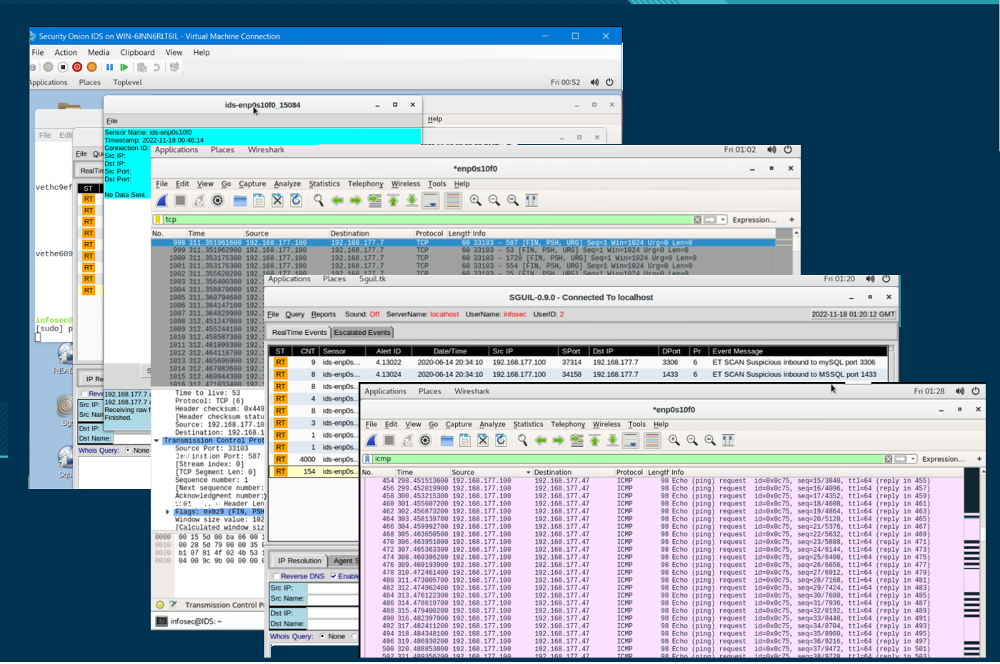 Security Onion IDS on WIN-6JNN6RLT6IL - Virtual Machine Connection
File Action Media Clipboard View Help
Applications Places Toplevel Fri 00:52
ids-enp0s10f0_15084
File
Help
File Edit
Sensor Name: ids-enp0s10f0
Timestamp: 2022-11-18 00:46:14
Connection ID:
Src IP:
Dst IP:
Src Port:
Dst Port:
No Data Sent.
File
RealTim
ST
RT
RT
RT
RT
RT
RT
RT
RT
RT
vethc9ef
vethe609
infosec@
[sudo] p
READ
IP Re
Reve
Src IP:
Src Nam
Dst IP:
Dst Name:
Whois Query: None
192.168.177.7
192.168.177.7
Receiving raw f
Finished.
Applications Places Wireshark Fri 01:02
*enp0s10f0
File Edit View Go Capture Analyze Statistics Telephony Wireless Tools Help
tcp Expression... +
No. Time Source Destination Protocol Length Info
998 311.351961600 192.168.177.100 192.168.177.7 TCP 60 33103 → 587 [FIN, PSH, URG] Seq=1 Win=1024 Urg=0 Len=0
999 311.351962900 192.168.177.100 192.168.177.7 TCP 60 33103 → 53 [FIN, PSH, URG] Seq=1 Win=1024 Urg=0 Len=0
1000 311.353175300 192.168.177.100 192.168.177.7 TCP 60 33103 → 1720 [FIN, PSH, URG] Seq=1 Win=1024 Urg=0 Len=0
1001 311.353176300 192.168.177.100 192.168.177.7 TCP 60 33103 → 554 [FIN, PSH, URG] Seq=1 Win=1024 Urg=0 Len=0
1002 311.355620200 192.168.177.100 192.168.177.7 TCP 60 33103 → 25 [FIN, PSH, URG] Seq=1 Win=1024 Urg=0 Len=0
1003 311.356400300 192.1
1004 311.358870000 192.1
1005 311.360794600 192.1
1006 311.364147100 192.1
1007 311.364829900 192.1
1008 312.451247000 192.1
1009 312.455244100 192.1
1010 312.458587300 192.1
1011 312.461099300 192.1
1012 312.464118700 192.1
1013 312.465696900 192.1
1014 312.467883600 192.1
1015 312.469944300 192.1
1016 312.471033400 192.1
Time to live: 53
Protocol: TCP (6)
Header checksum: 0x449
[Header checksum statu
Source: 192.168.177.10
Destination: 192.168.1
Transmission Control Prot
Source Port: 33103
Destination Port: 587
[Stream index: 0]
[TCP Segment Len: 0]
Sequence number: 1
[Next sequence number:
Acknowledgment number:
Header Len
Flags: 0x029 (FIN, PSH
Window size value: 102
[Calculated window siz
0000 00 15 5d 00 ba 06 00 1
0010 00 28 5d 79 00 00 35 0
0020 b1 07 81 4f 02 4b 53 1
0030 04 00 9c 9b 00 00 00 0
Transmission Control Pr
infosec@IDS: ~
Applications Places Sguil.tk Fri 01:20
SGUIL-0.9.0 - Connected To localhost
File Query Reports Sound: Off ServerName: localhost UserName: infosec UserID: 2 2022-11-18 01:20:12 GMT
RealTime Events Escalated Events
ST CNT Sensor Alert ID Date/Time Src IP SPort Dst IP DPort Pr Event Message
RT 9 ids-enp0s... 4.13022 2020-06-14 20:34:10 192.168.177.100 37314 192.168.177.7 3306 6 ET SCAN Suspicious inbound to mySQL port 3306
RT 8 ids-enp0s... 4.13024 2020-06-14 20:34:10 192.168.177.100 34158 192.168.177.7 1433 6 ET SCAN Suspicious inbound to MSSQL port 1433
RT 8 ids-enp0s...
RT 4 ids-enp0s...
RT 8 ids-enp0s...
RT 3 ids-enp0s...
RT 1 ids-enp0s...
RT 1 ids-enp0s...
RT 4000 ids-enp0s...
RT 154 ids-enp0s...
IP Resolution Agent S
Reverse DNS Enable
Src IP:
Src Name:
Dst IP:
Dst Name:
Whois Query: None
Applications Places Wireshark Fri 01:28
*enp0s10f0
File Edit View Go Capture Analyze Statistics Telephony Wireless Tools Help
icmp Expression... +
No. Time Source Destination Protocol Length Info
454 298.451513600 192.168.177.100 192.168.177.47 ICMP 98 Echo (ping) request id=0x0c75, seq=15/3840, ttl=64 (reply in 455)
456 299.452019900 192.168.177.100 192.168.177.47 ICMP 98 Echo (ping) request id=0x0c75, seq=16/4096, ttl=64 (reply in 457)
458 300.453215300 192.168.177.100 192.168.177.47 ICMP 98 Echo (ping) request id=0x0c75, seq=17/4352, ttl=64 (reply in 459)
460 301.455607200 192.168.177.100 192.168.177.47 ICMP 98 Echo (ping) request id=0x0c75, seq=18/4608, ttl=64 (reply in 461)
462 302.456873200 192.168.177.100 192.168.177.47 ICMP 98 Echo (ping) request id=0x0c75, seq=19/4864, ttl=64 (reply in 463)
464 303.458139700 192.168.177.100 192.168.177.47 ICMP 98 Echo (ping) request id=0x0c75, seq=20/5120, ttl=64 (reply in 465)
466 304.459992700 192.168.177.100 192.168.177.47 ICMP 98 Echo (ping) request id=0x0c75, seq=21/5376, ttl=64 (reply in 467)
468 305.463650500 192.168.177.100 192.168.177.47 ICMP 98 Echo (ping) request id=0x0c75, seq=22/5632, ttl=64 (reply in 469)
470 306.463951000 192.168.177.100 192.168.177.47 ICMP 98 Echo (ping) request id=0x0c75, seq=23/5888, ttl=64 (reply in 471)
472 307.465363300 192.168.177.100 192.168.177.47 ICMP 98 Echo (ping) request id=0x0c75, seq=24/6144, ttl=64 (reply in 473)
474 308.469386200 192.168.177.100 192.168.177.47 ICMP 98 Echo (ping) request id=0x0c75, seq=25/6400, ttl=64 (reply in 475)
476 309.469193900 192.168.177.100 192.168.177.47 ICMP 98 Echo (ping) request id=0x0c75, seq=26/6656, ttl=64 (reply in 477)
478 310.472461400 192.168.177.100 192.168.177.47 ICMP 98 Echo (ping) request id=0x0c75, seq=27/6912, ttl=64 (reply in 479)
480 311.473005700 192.168.177.100 192.168.177.47 ICMP 98 Echo (ping) request id=0x0c75, seq=28/7168, ttl=64 (reply in 481)
482 312.474962400 192.168.177.100 192.168.177.47 ICMP 98 Echo (ping) request id=0x0c75, seq=29/7424, ttl=64 (reply in 483)
484 313.476122300 192.168.177.100 192.168.177.47 ICMP 98 Echo (ping) request id=0x0c75, seq=30/7680, ttl=64 (reply in 485)
486 314.478619700 192.168.177.100 192.168.177.47 ICMP 98 Echo (ping) request id=0x0c75, seq=31/7936, ttl=64 (reply in 487)
488 315.479400200 192.168.177.100 192.168.177.47 ICMP 98 Echo (ping) request id=0x0c75, seq=32/8192, ttl=64 (reply in 489)
490 316.482397000 192.168.177.100 192.168.177.47 ICMP 98 Echo (ping) request id=0x0c75, seq=33/8448, ttl=64 (reply in 491)
492 317.482411200 192.168.177.100 192.168.177.47 ICMP 98 Echo (ping) request id=0x0c75, seq=34/8704, ttl=64 (reply in 493)
494 318.484348100 192.168.177.100 192.168.177.47 ICMP 98 Echo (ping) request id=0x0c75, seq=35/8960, ttl=64 (reply in 495)
496 319.486930200 192.168.177.100 192.168.177.47 ICMP 98 Echo (ping) request id=0x0c75, seq=36/9216, ttl=64 (reply in 497)
500 320.488853000 192.168.177.100 192.168.177.47 ICMP 98 Echo (ping) request id=0x0c75, seq=37/9472, ttl=64 (reply in 501)
502 321.489356200 192.168.177.100 192.168.177.47 ICMP 98 Echo (ping) request id=0x0c75, seq=38/9728, ttl=64 (reply in 503)